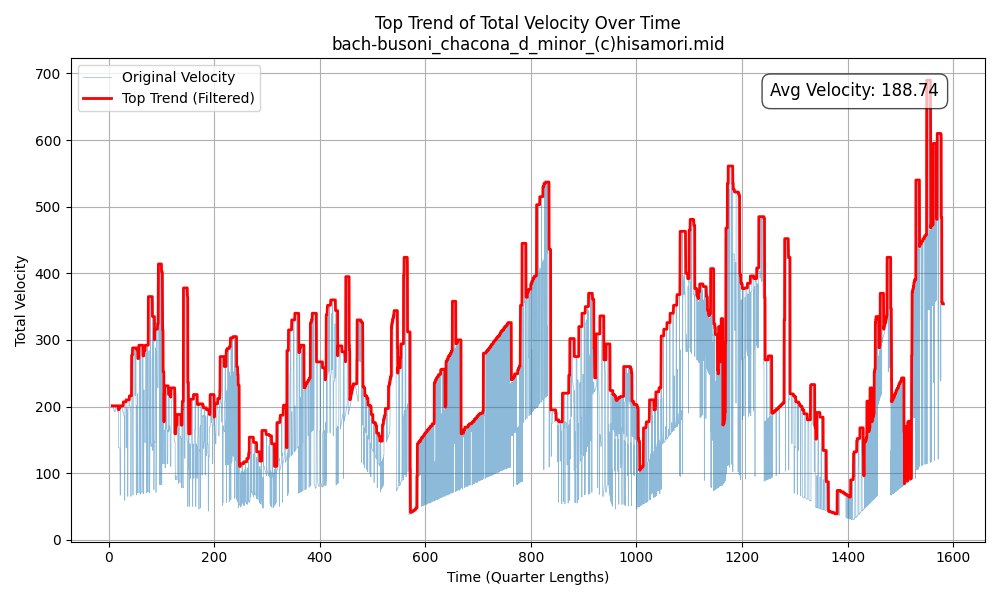 Top Trend of Total Velocity Over Time
bach-busoni_chacona_d_minor_(c)hisamori.mid
Original Velocity
Top Trend (Filtered)
Avg Velocity: 188.74
Total Velocity
700
600
500
400
300
200
100
0
0 200 400 600 800 1000 1200 1400 1600
Time (Quarter Lengths)